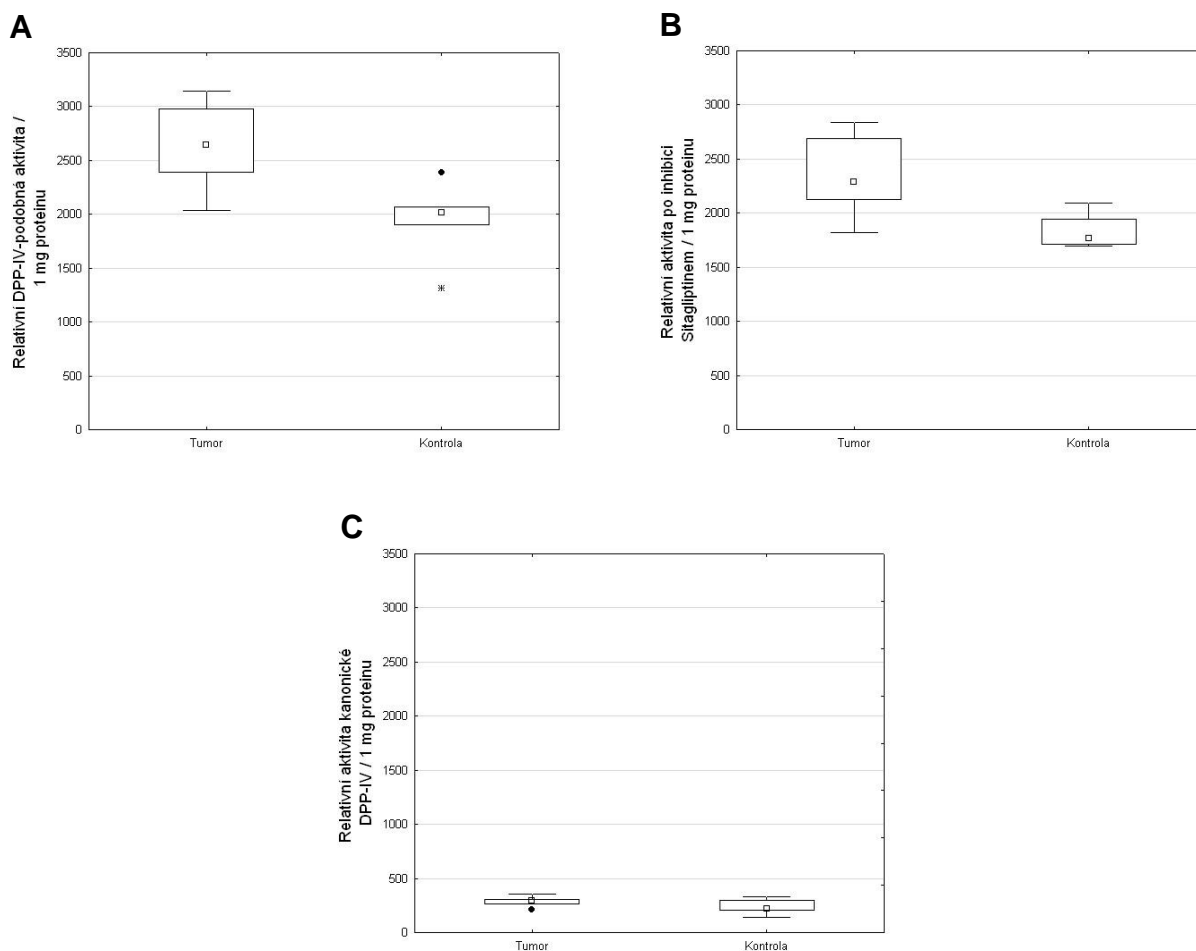 A
Relativní DPP-IV-podobná aktivita /
1 mg proteinu
3500
3000
2500
2000
1500
1000
500
0
Tumor
Kontrola
B
Relativní aktivita po inhibici
Sitagliptinem / 1 mg proteinu
3500
3000
2500
2000
1500
1000
500
0
Tumor
Kontrola
C
Relativní aktivita kanonické
DPP-IV / 1 mg proteinu
3500
3000
2500
2000
1500
1000
500
0
Tumor
Kontrola